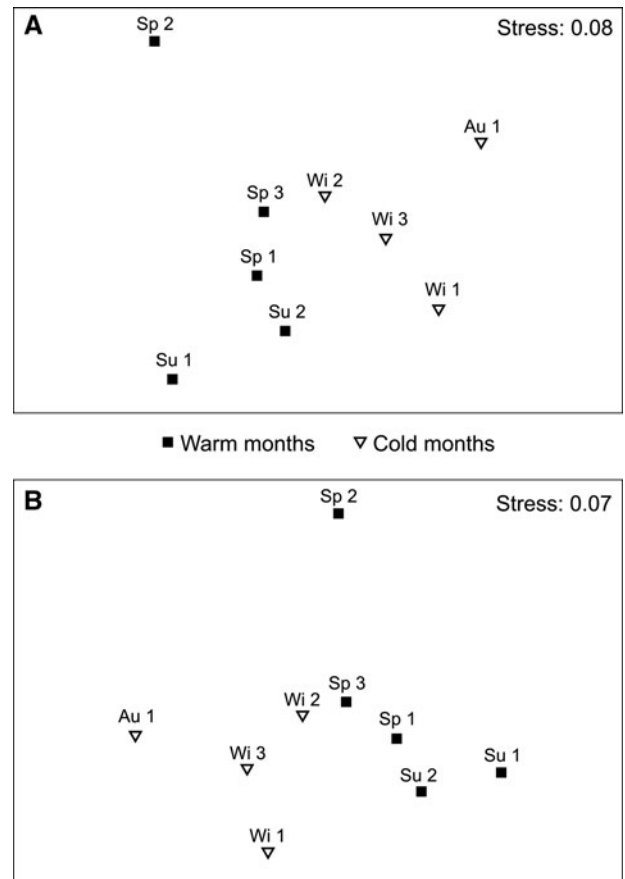 A
Sp 2
Stress: 0.08
Au 1
Wi 2
Sp 3
Wi 3
Sp 1
Wi 1
Su 2
Su 1
Warm months Cold months
B
Sp 2
Stress: 0.07
Sp 3
Wi 2
Au 1
Sp 1
Wi 3
Su 1
Su 2
Wi 1